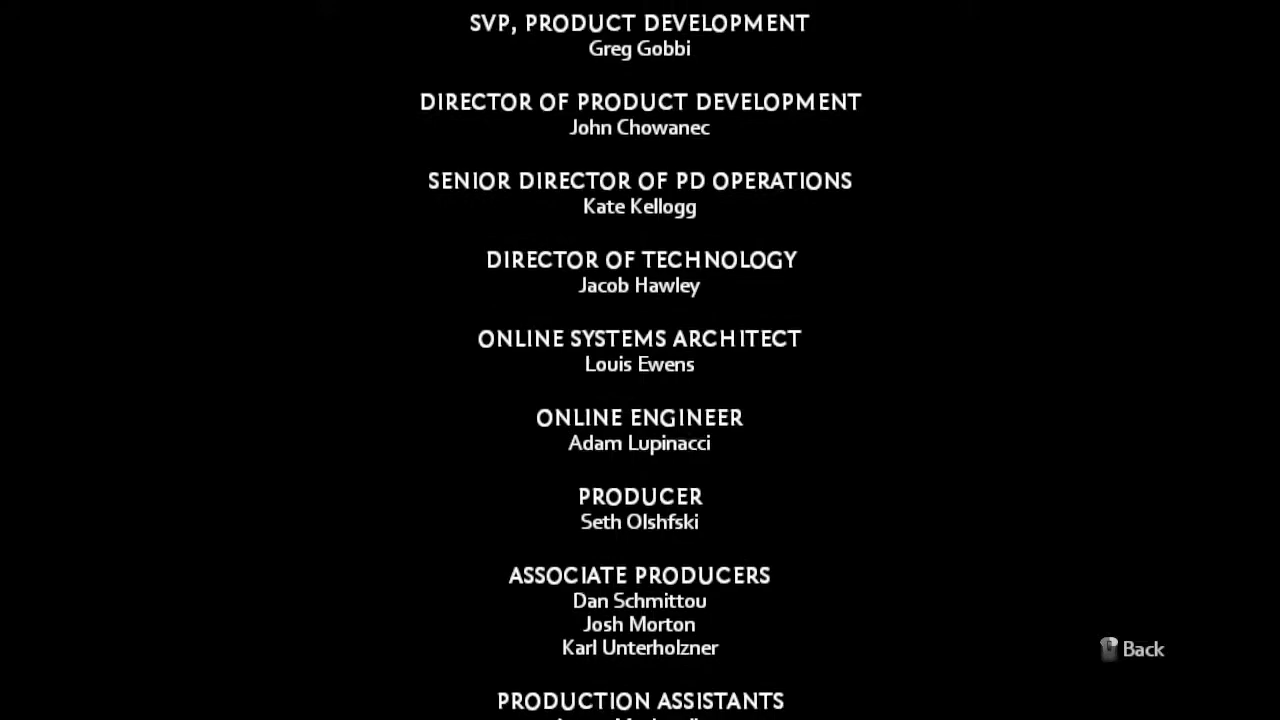 SVP, PRODUCT DEVELOPMENT
Greg Gobbi
DIRECTOR OF PRODUCT DEVELOPMENT
John Chowanec
SENIOR DIRECTOR OF PD OPERATIONS
Kate Kellogg
DIRECTOR OF TECHNOLOGY
Jacob Hawley
ONLINE SYSTEMS ARCHITECT
Louis Ewens
ONLINE ENGINEER
Adam Lupinacci
PRODUCER
Seth Olshfski
ASSOCIATE PRODUCERS
Dan Schmittou
Josh Morton
Karl Unterholzner
Back
PRODUCTION ASSISTANTS